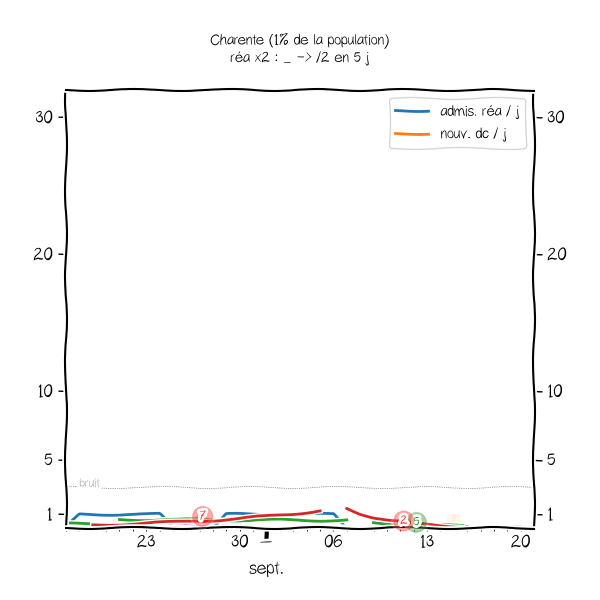 Charente (1% de la population)
réa x2 : _ -> /2 en 5 j
admis. réa / j
nouv. dc / j
30 30
20 20
10 10
5 5
bruit
1 1
7 2 5
23 30 06 13 20
sept.